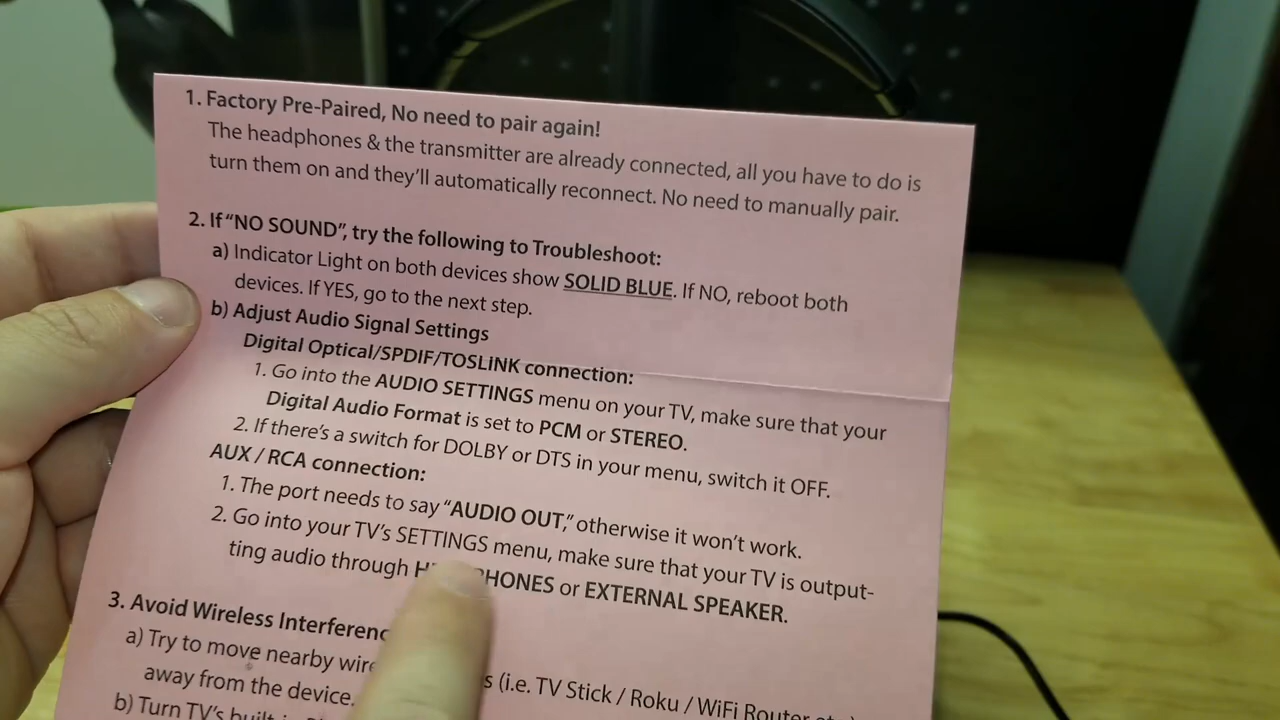 1. Factory Pre-Paired, No need to pair again!
The headphones & the transmitter are already connected, all you have to do is
turn them on and they'll automatically reconnect. No need to manually pair.
2. If "NO SOUND", try the following to Troubleshoot:
a) Indicator Light on both devices show SOLID BLUE. If NO, reboot both
devices. If YES, go to the next step.
b) Adjust Audio Signal Settings
Digital Optical/SPDIF/TOSLINK connection:
1. Go into the AUDIO SETTINGS menu on your TV, make sure that your
Digital Audio Format is set to PCM or STEREO.
2. If there's a switch for DOLBY or DTS in your menu, switch it OFF.
AUX / RCA connection:
1. The port needs to say "AUDIO OUT," otherwise it won't work.
2. Go into your TV's SETTINGS menu, make sure that your TV is output-
ting audio through HEADPHONES or EXTERNAL SPEAKER.
3. Avoid Wireless Interferenc
a) Try to move nearby s (i.e. TV Stick / Roku / WiFi Router
away from the device.
b) Turn TV's